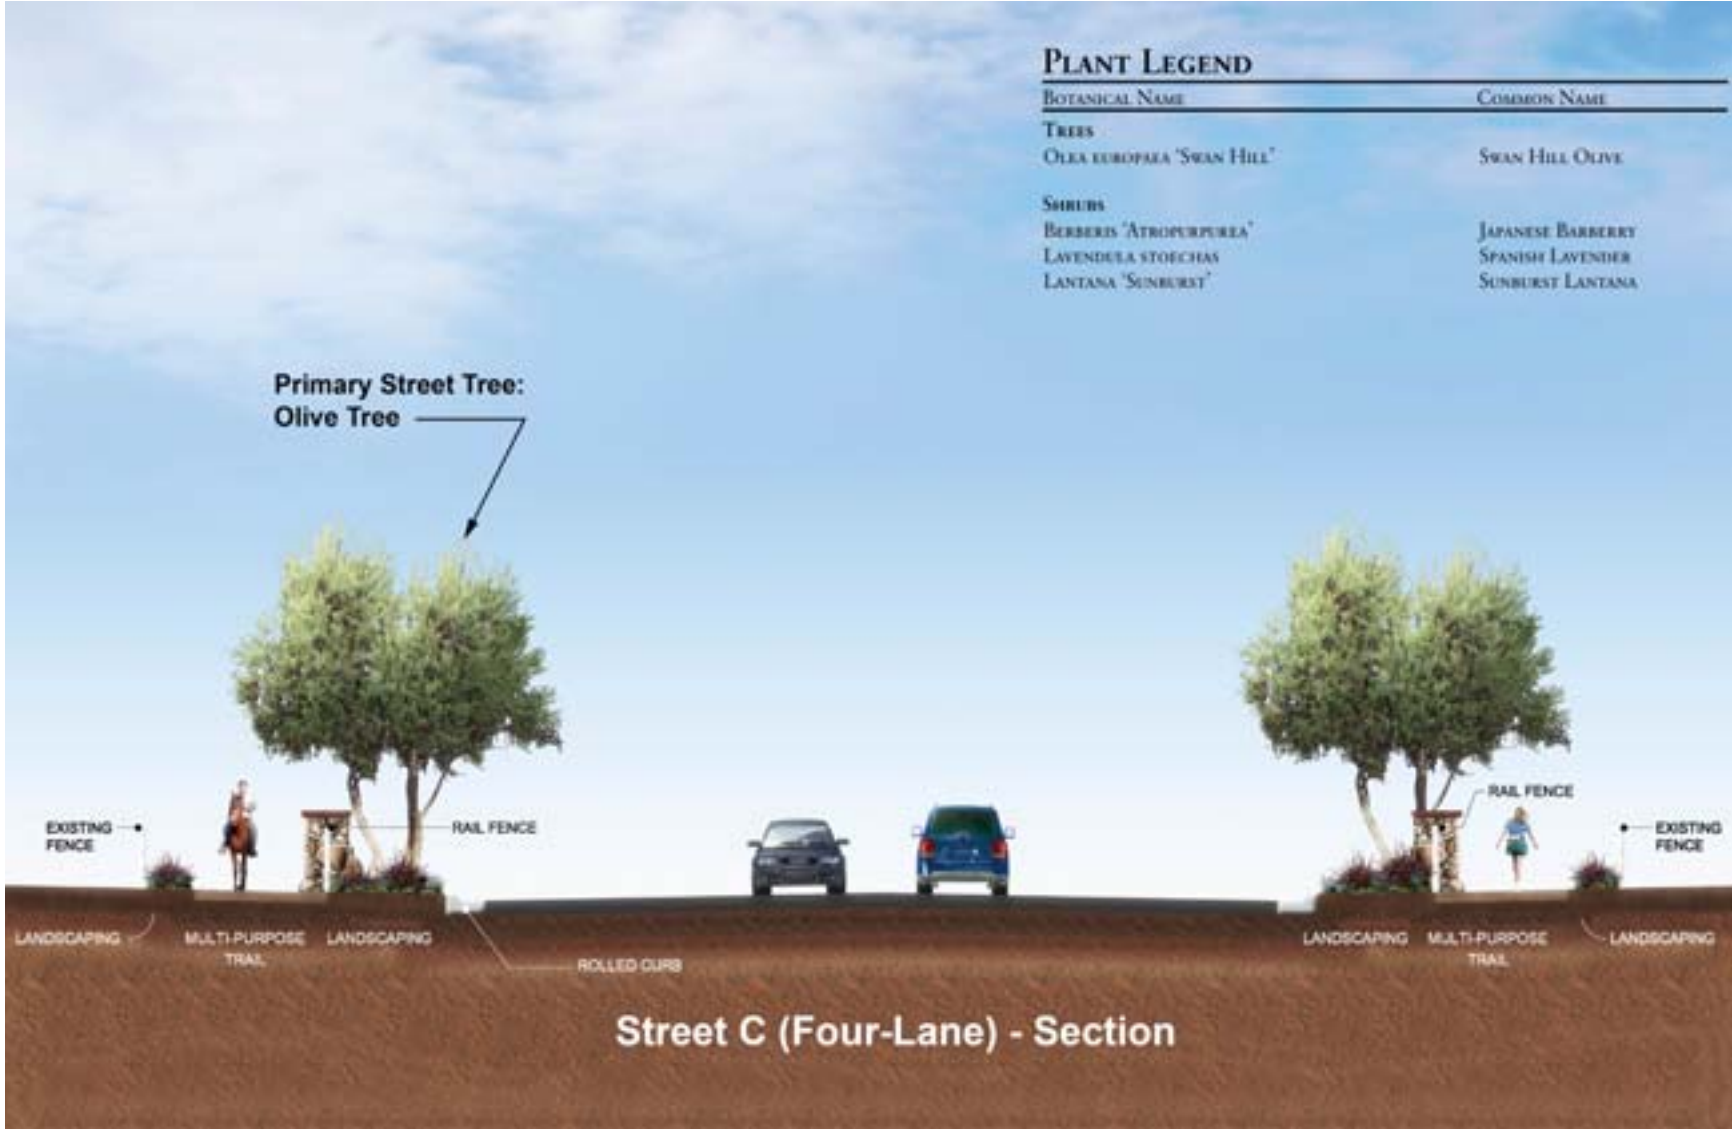 PLANT LEGEND
BOTANICAL NAME COMMON NAME
TREES
OLEA EUROPAEA 'SWAN HILL' SWAN HILL OLIVE
SHRUBS
BERBERIS 'ATROPURPUREA' JAPANESE BARBERRY
LAVENDULA STOECHAS SPANISH LAVENDER
LANTANA 'SUNBURST' SUNBURST LANTANA
Primary Street Tree:
Olive Tree
RAIL FENCE
EXISTING
FENCE
RAIL FENCE
EXISTING
FENCE
LANDSCAPING
MULTI-PURPOSE
TRAIL
LANDSCAPING
ROLLED CURB
LANDSCAPING
MULTI-PURPOSE
TRAIL
LANDSCAPING
Street C (Four-Lane) - Section